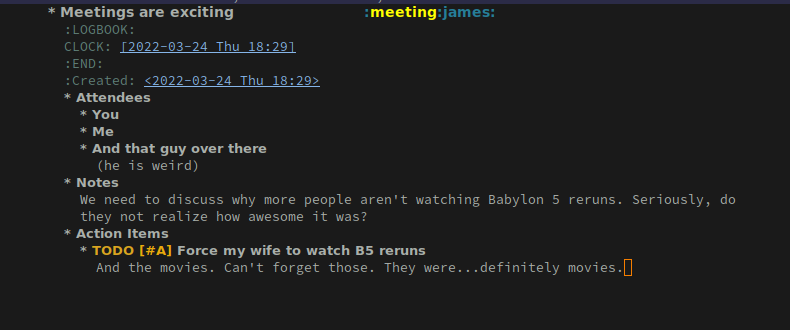 * Meetings are exciting :meeting:james:
:LOGBOOK:
CLOCK: [2022-03-24 Thu 18:29]
:END:
:Created: <2022-03-24 Thu 18:29>
* Attendees
* You
* Me
* And that guy over there
(he is weird)
* Notes
We need to discuss why more people aren't watching Babylon 5 reruns. Seriously, do
they not realize how awesome it was?
* Action Items
* TODO [#A] Force my wife to watch B5 reruns
And the movies. Can't forget those. They were...definitely movies.